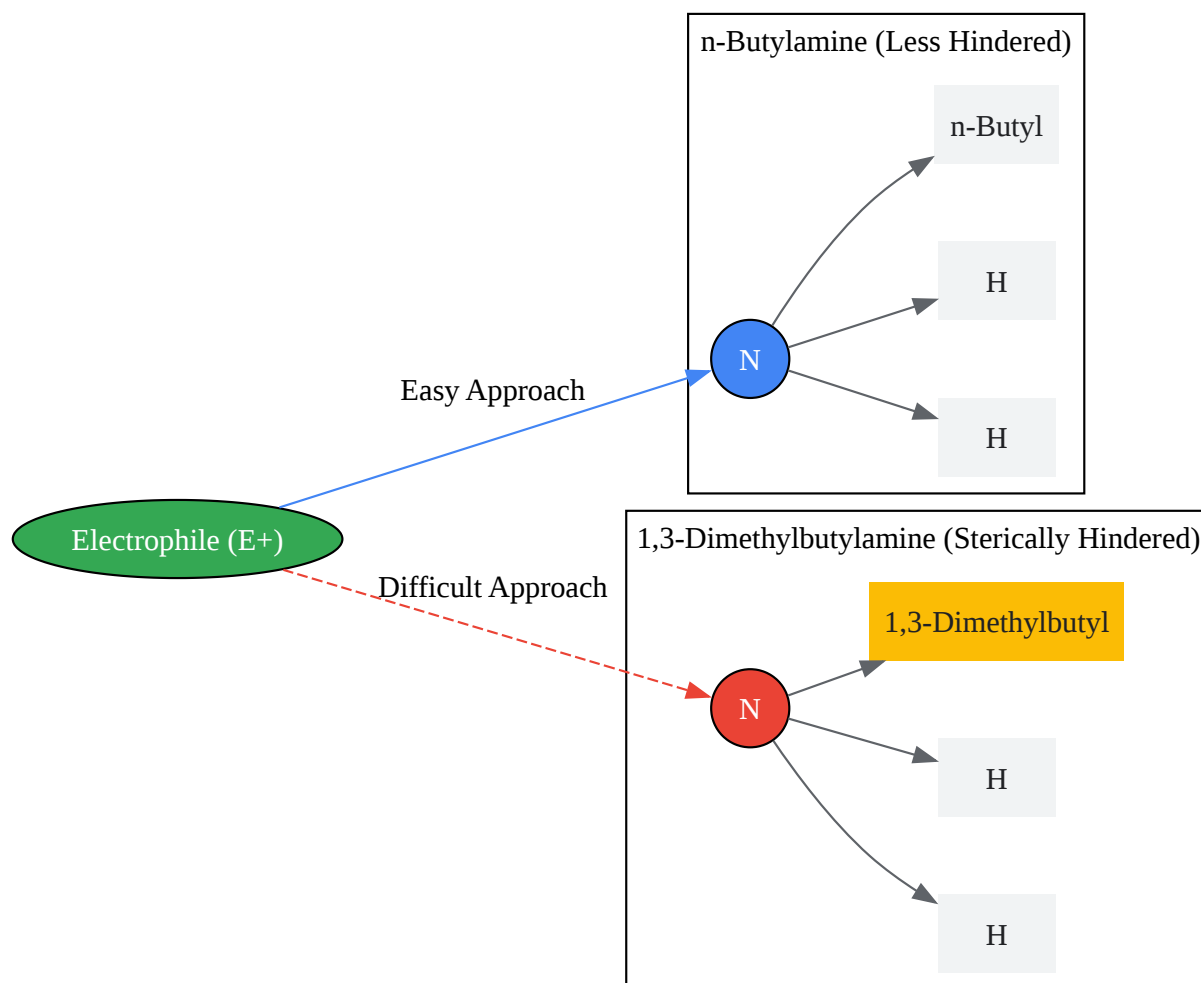 n-Butylamine (Less Hindered)
n-Butyl
H
N
H
Easy Approach
Electrophile (E+)
Difficult Approach
1,3-Dimethylbutylamine (Sterically Hindered)
1,3-Dimethylbutyl
N
H
H